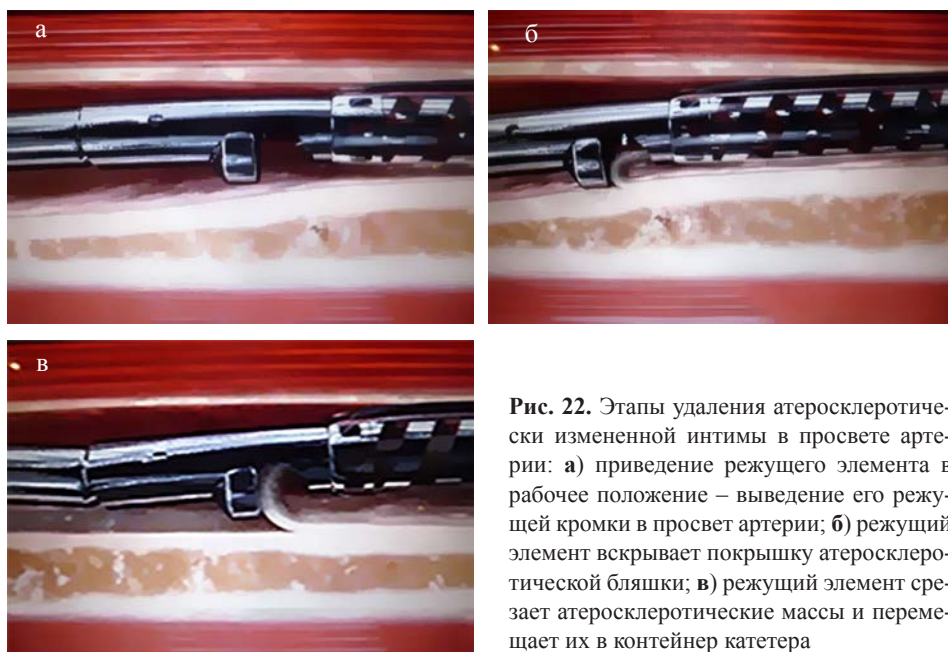 а
б
в
Рис. 22. Этапы удаления атеросклеротиче-
ски измененной интимы в просвете арте-
рии: а) приведение режущего элемента в
рабочее положение – выведение его режу-
щей кромки в просвет артерии; б) режущий
элемент вскрывает покрышку атеросклеро-
тической бляшки; в) режущий элемент сре-
зает атеросклеротические массы и переме-
щает их в контейнер катетера